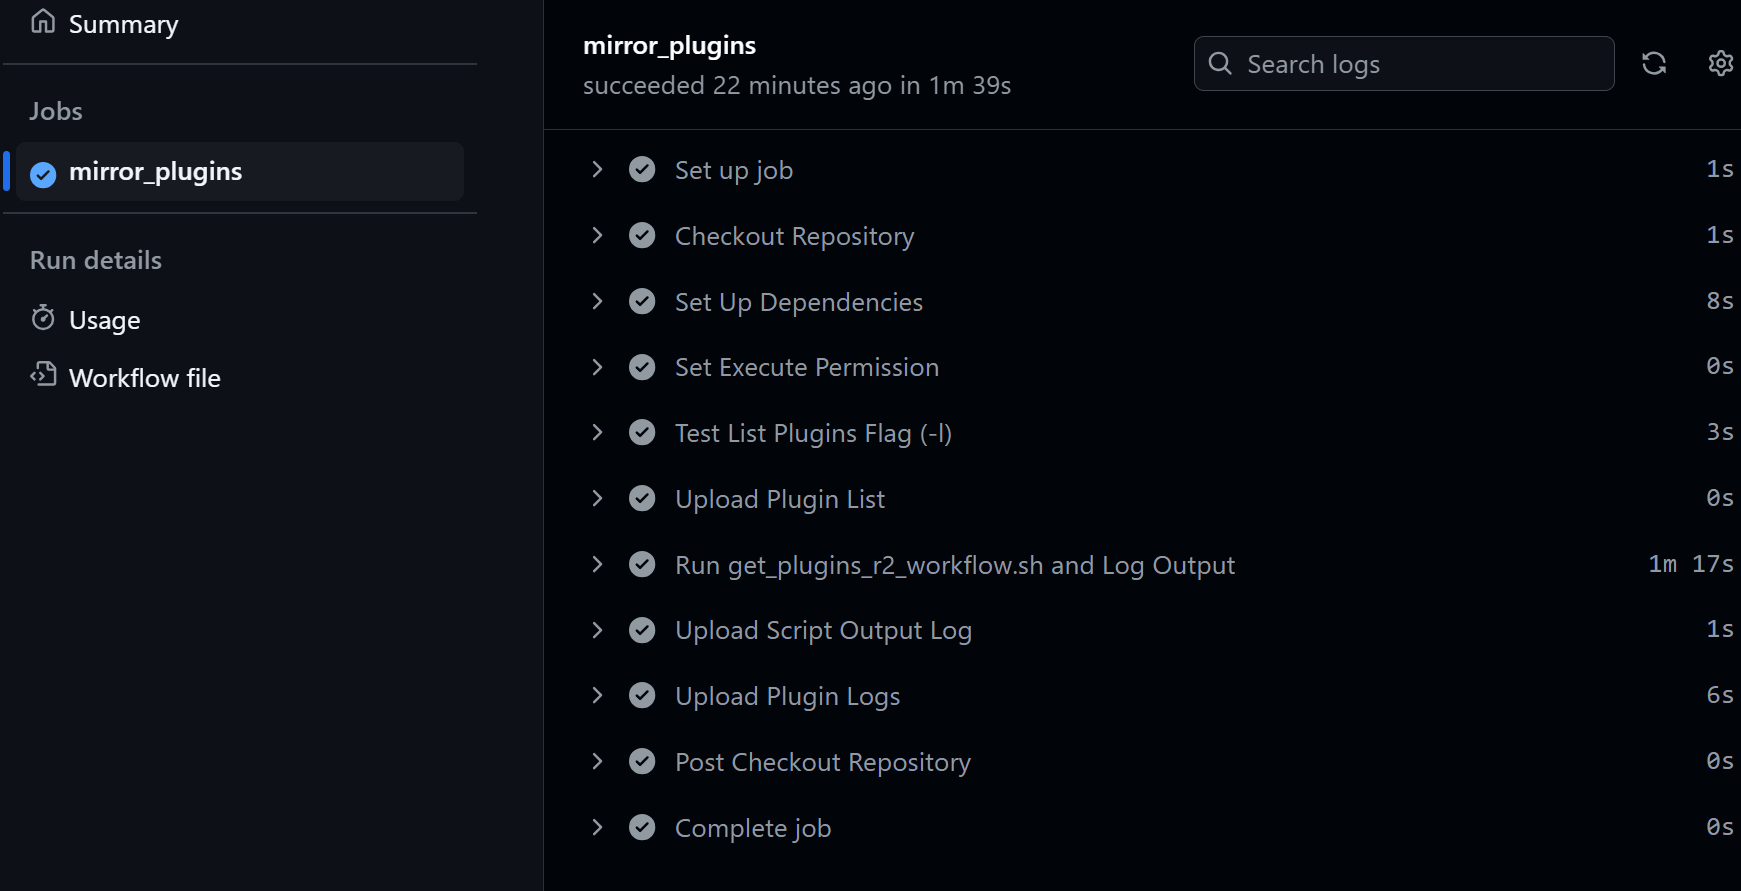 Summary
Jobs
mirror_plugins
Run details
Usage
Workflow file
mirror_plugins
succeeded 22 minutes ago in 1m 39s
Search logs
Set up job 1s
Checkout Repository 1s
Set Up Dependencies 8s
Set Execute Permission 0s
Test List Plugins Flag (-l) 3s
Upload Plugin List 0s
Run get_plugins_r2_workflow.sh and Log Output 1m 17s
Upload Script Output Log 1s
Upload Plugin Logs 6s
Post Checkout Repository 0s
Complete job 0s